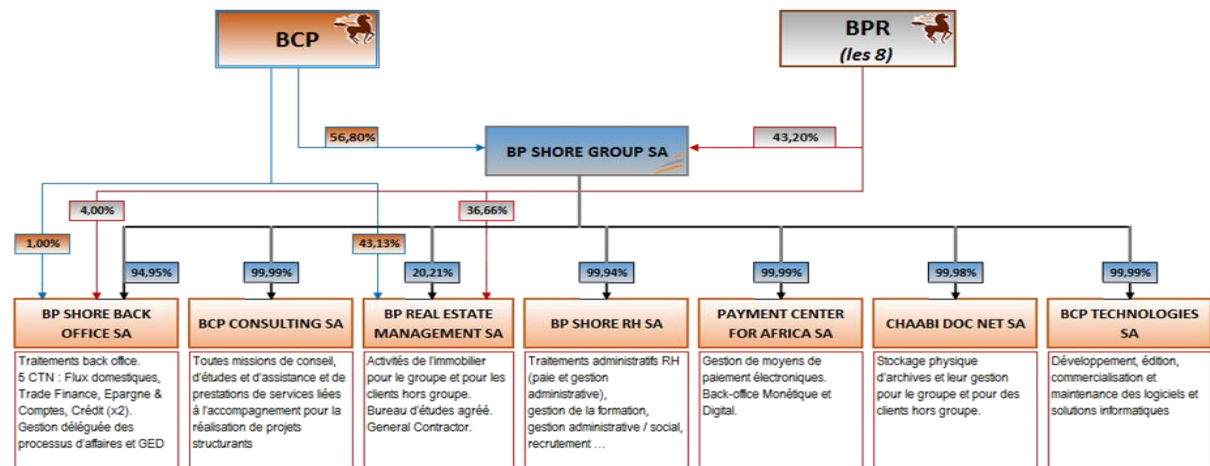 BCP
BPR
(les 8)
56,80%
BP SHORE GROUP SA
43,20%
4,00%
36,66%
1,00%
43,13%
94,95%
99,99%
20,21%
99,94%
99,99%
99,98%
99,99%
BP SHORE BACK
OFFICE SA
BCP CONSULTING SA
BP REAL ESTATE
MANAGEMENT SA
BP SHORE RH SA
PAYMENT CENTER
FOR AFRICA SA
CHAABI DOC NET SA
BCP TECHNOLOGIES
SA
Traitements back office.
5 CTN : Flux domestiques,
Trade Finance, Epargne &
Comptes, Crédit (x2).
Gestion déléguée des
processus d'affaires et GED
Toutes missions de conseil,
d'études et d'assistance et de
prestations de services liées
à l'accompagnement pour la
réalisation de projets
structurants
Activités de l'immobilier
pour le groupe et pour les
clients hors groupe.
Bureau d'études agréé.
General Contractor.
Traitements administratifs RH
(paie et gestion
administrative),
gestion de la formation,
gestion administrative / social,
recrutement ...
Gestion de moyens de
paiement électroniques.
Back-office Monétique et
Digital.
Stockage physique
d'archives et leur gestion
pour le groupe et pour des
clients hors groupe.
Développement, édition,
commercialisation et
maintenance des logiciels et
solutions informatiques